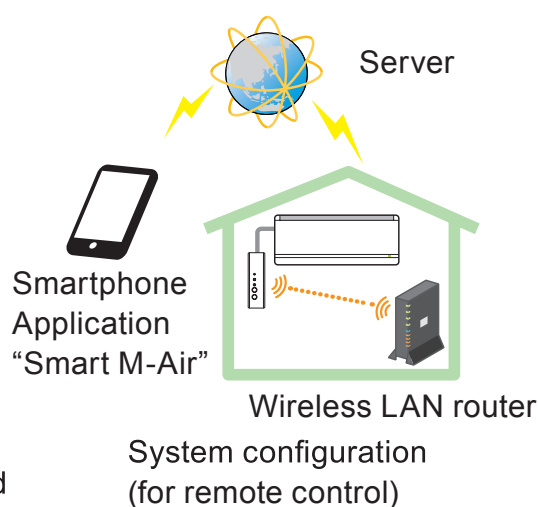 Server
Smartphone
Application
“Smart M-Air”
Wireless LAN router
System configuration
(for remote control)